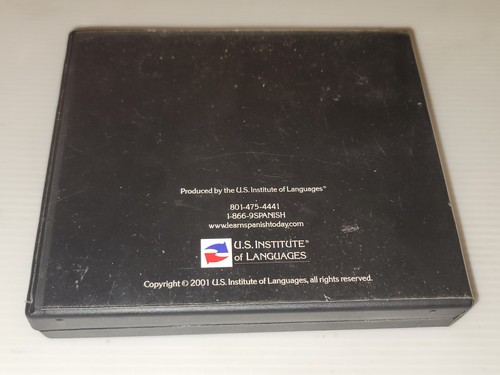 Produced by the U.S. Institute of Languages™
801-475-4441
1-866-9SPANISH
www.learnspanishtoday.com
U.S. INSTITUTE™
of LANGUAGES
Copyright © 2001 U.S. Institute of Languages, all rights reserved.